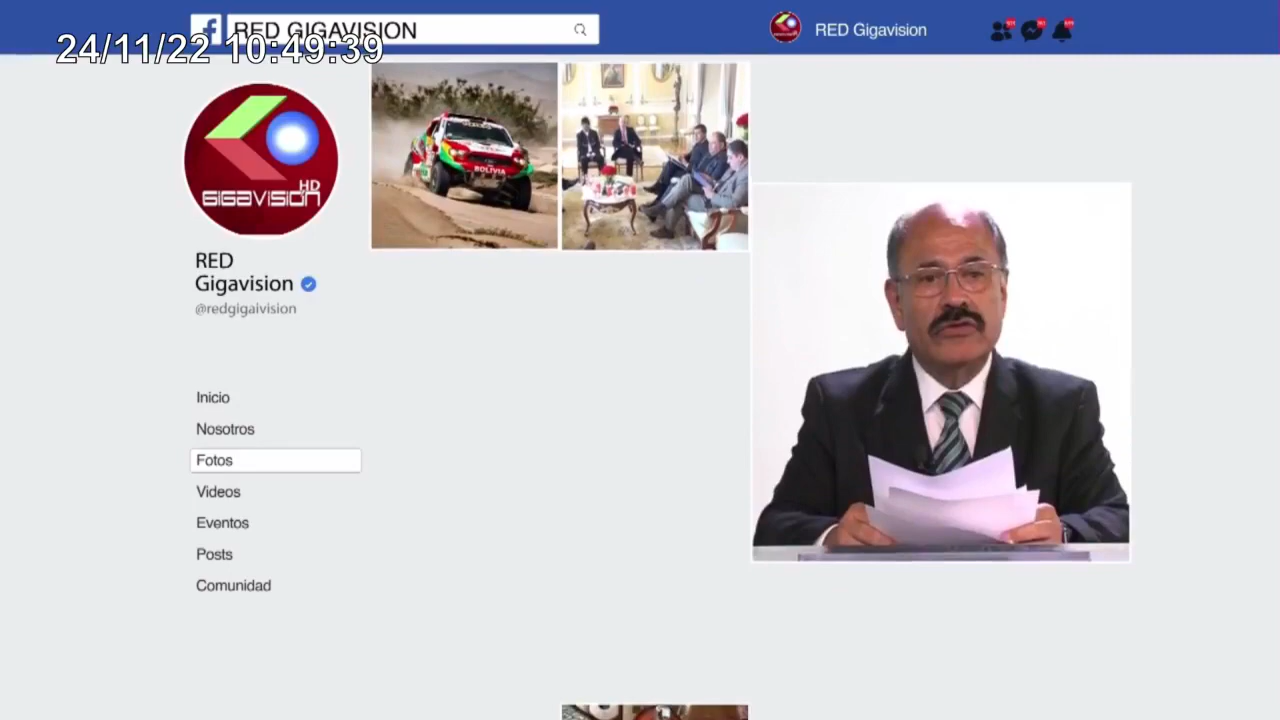 RED GIGAVISION
RED Gigavision
24/11/22 10:49:39
HD
GIGAVISION
BOLIVIA
RED
Gigavision
@redgigaivision
Inicio
Nosotros
Fotos
Videos
Eventos
Posts
Comunidad